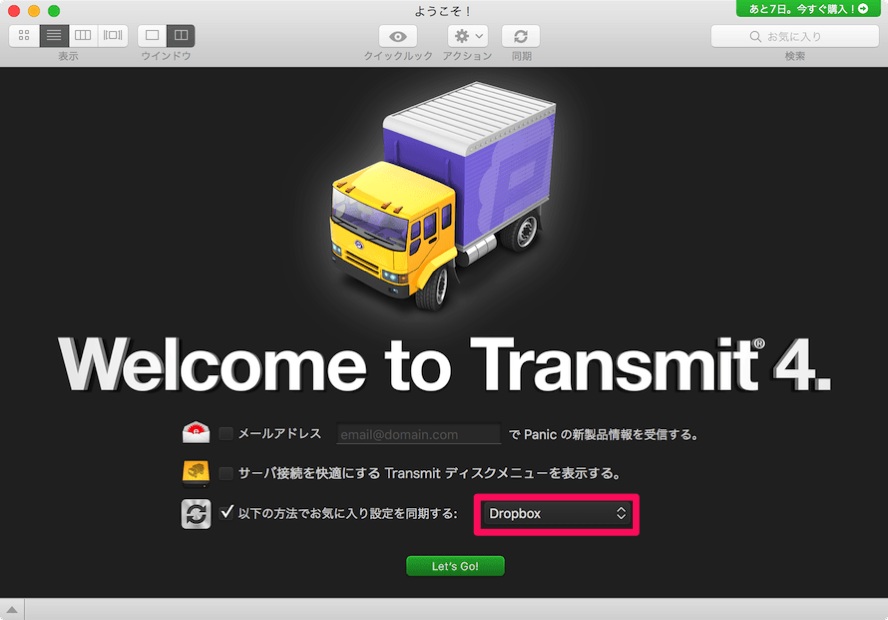 ようこそ！
あと7日。今すぐ購入！
表示
ウインドウ
クイックルック
アクション
同期
お気に入り
検索
Welcome to Transmit® 4.
メールアドレス email@domain.com で Panic の新製品情報を受信する。
サーバ接続を快適にする Transmit ディスクメニューを表示する。
以下の方法でお気に入り設定を同期する: Dropbox
Let's Go!